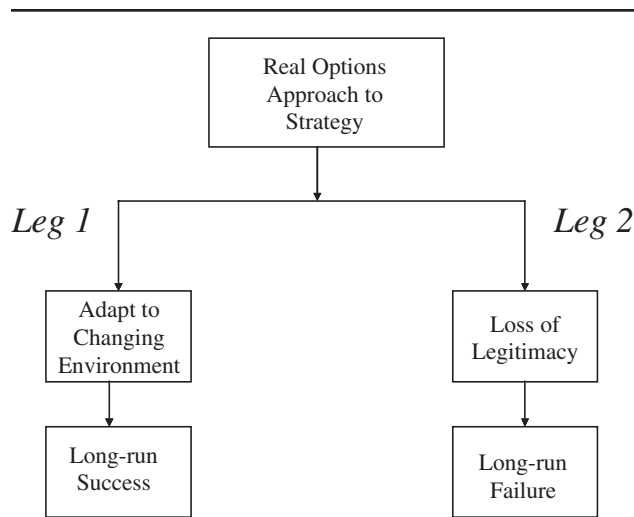 Real Options
Approach to
Strategy
Leg 1
Leg 2
Adapt to
Changing
Environment
Loss of
Legitimacy
Long-run
Success
Long-run
Failure